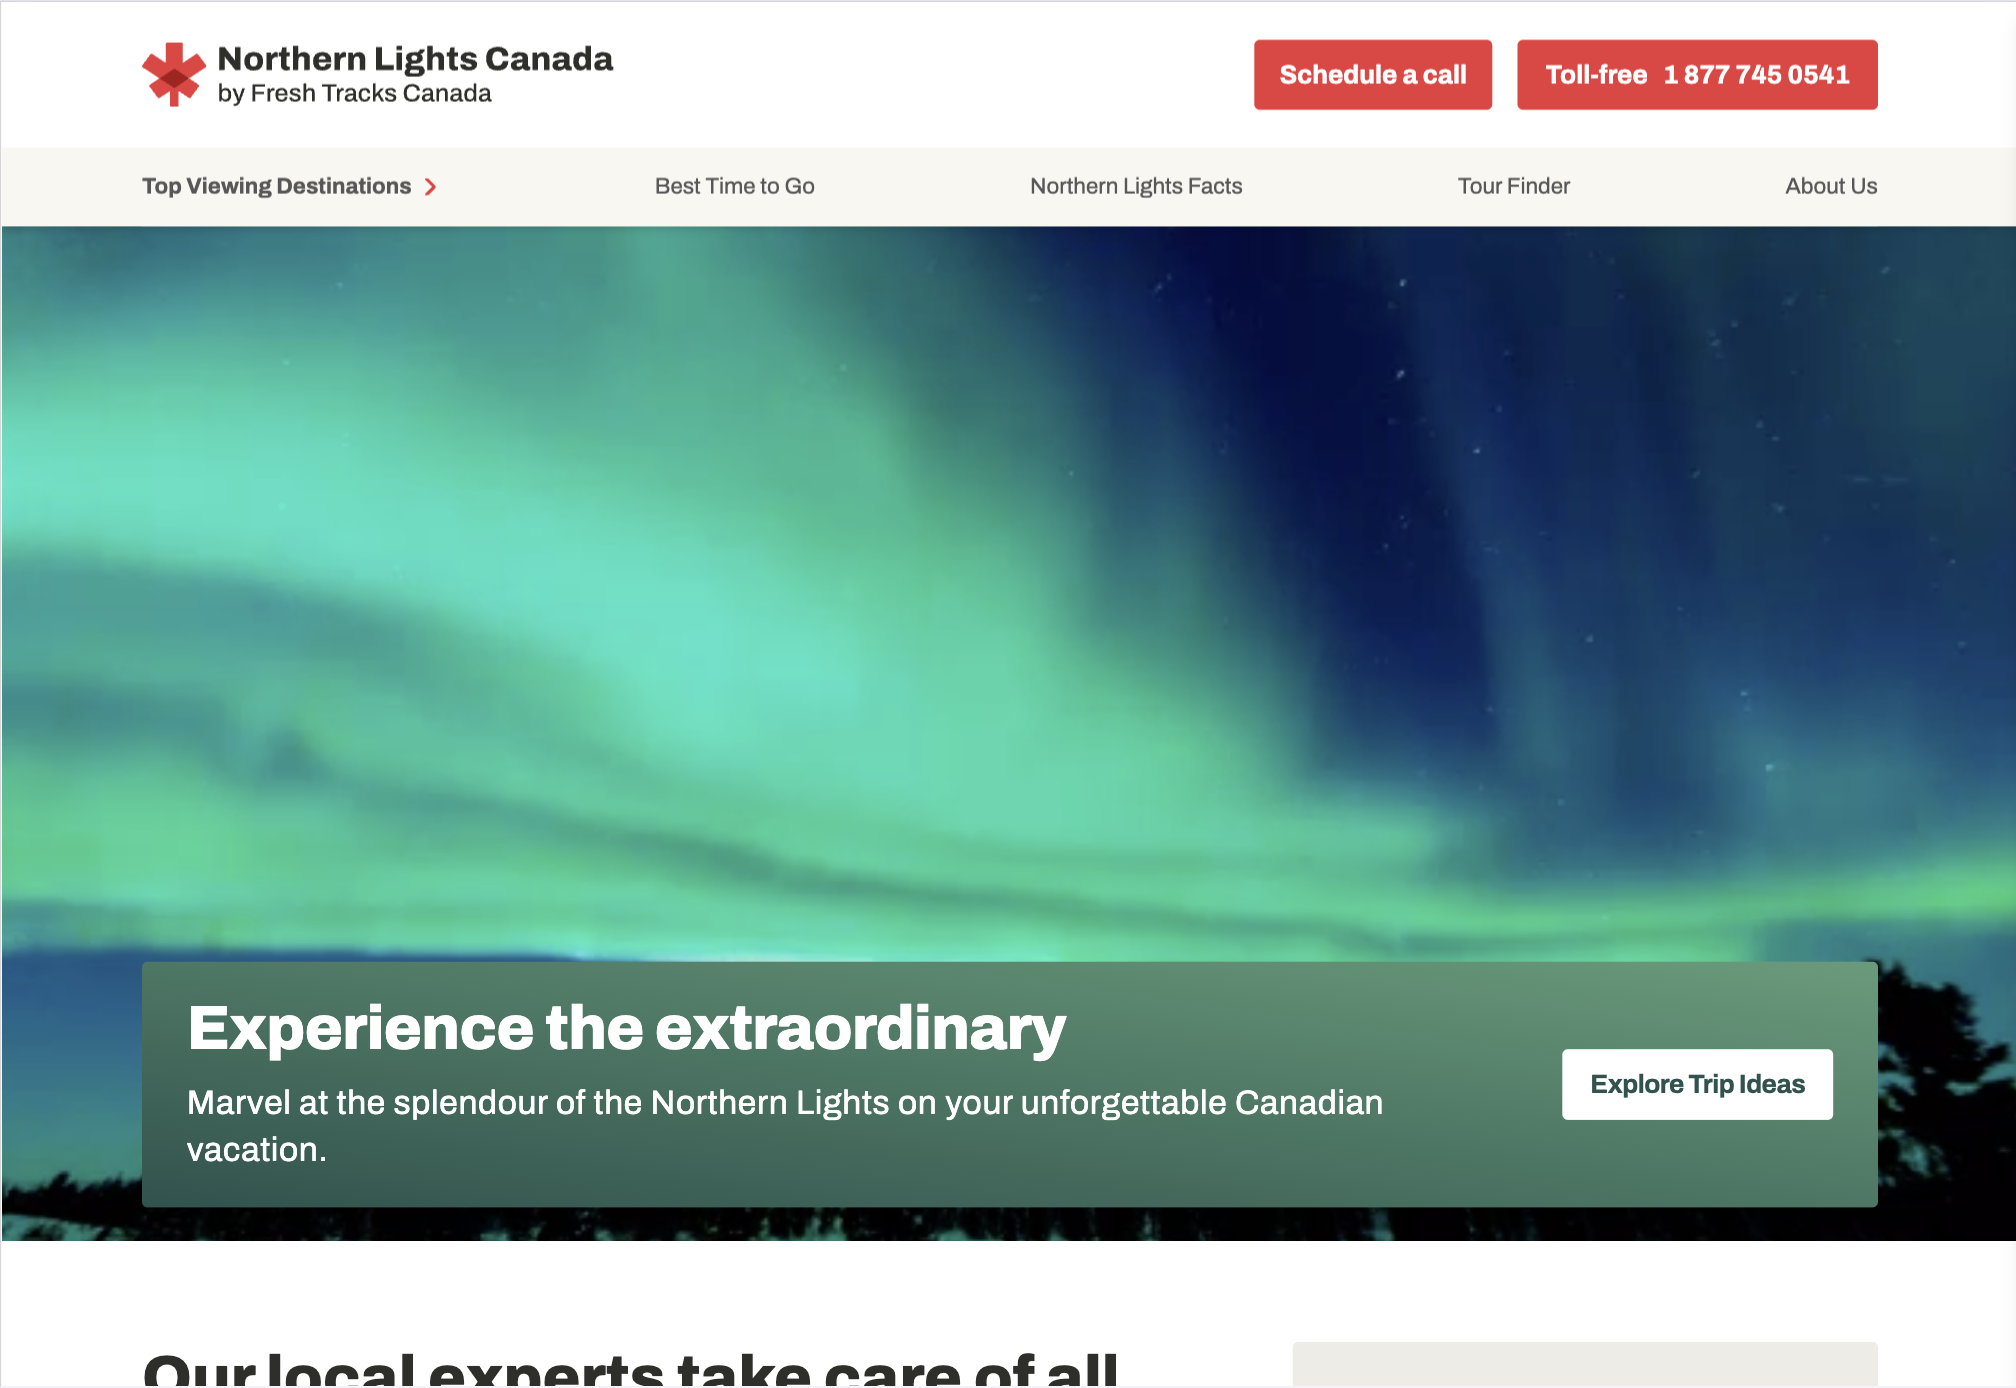 Northern Lights Canada
by Fresh Tracks Canada
Schedule a call
Toll-free 1 877 745 0541
Top Viewing Destinations
Best Time to Go
Northern Lights Facts
Tour Finder
About Us
Experience the extraordinary
Marvel at the splendour of the Northern Lights on your unforgettable Canadian
vacation.
Explore Trip Ideas
Our local experts take care of all